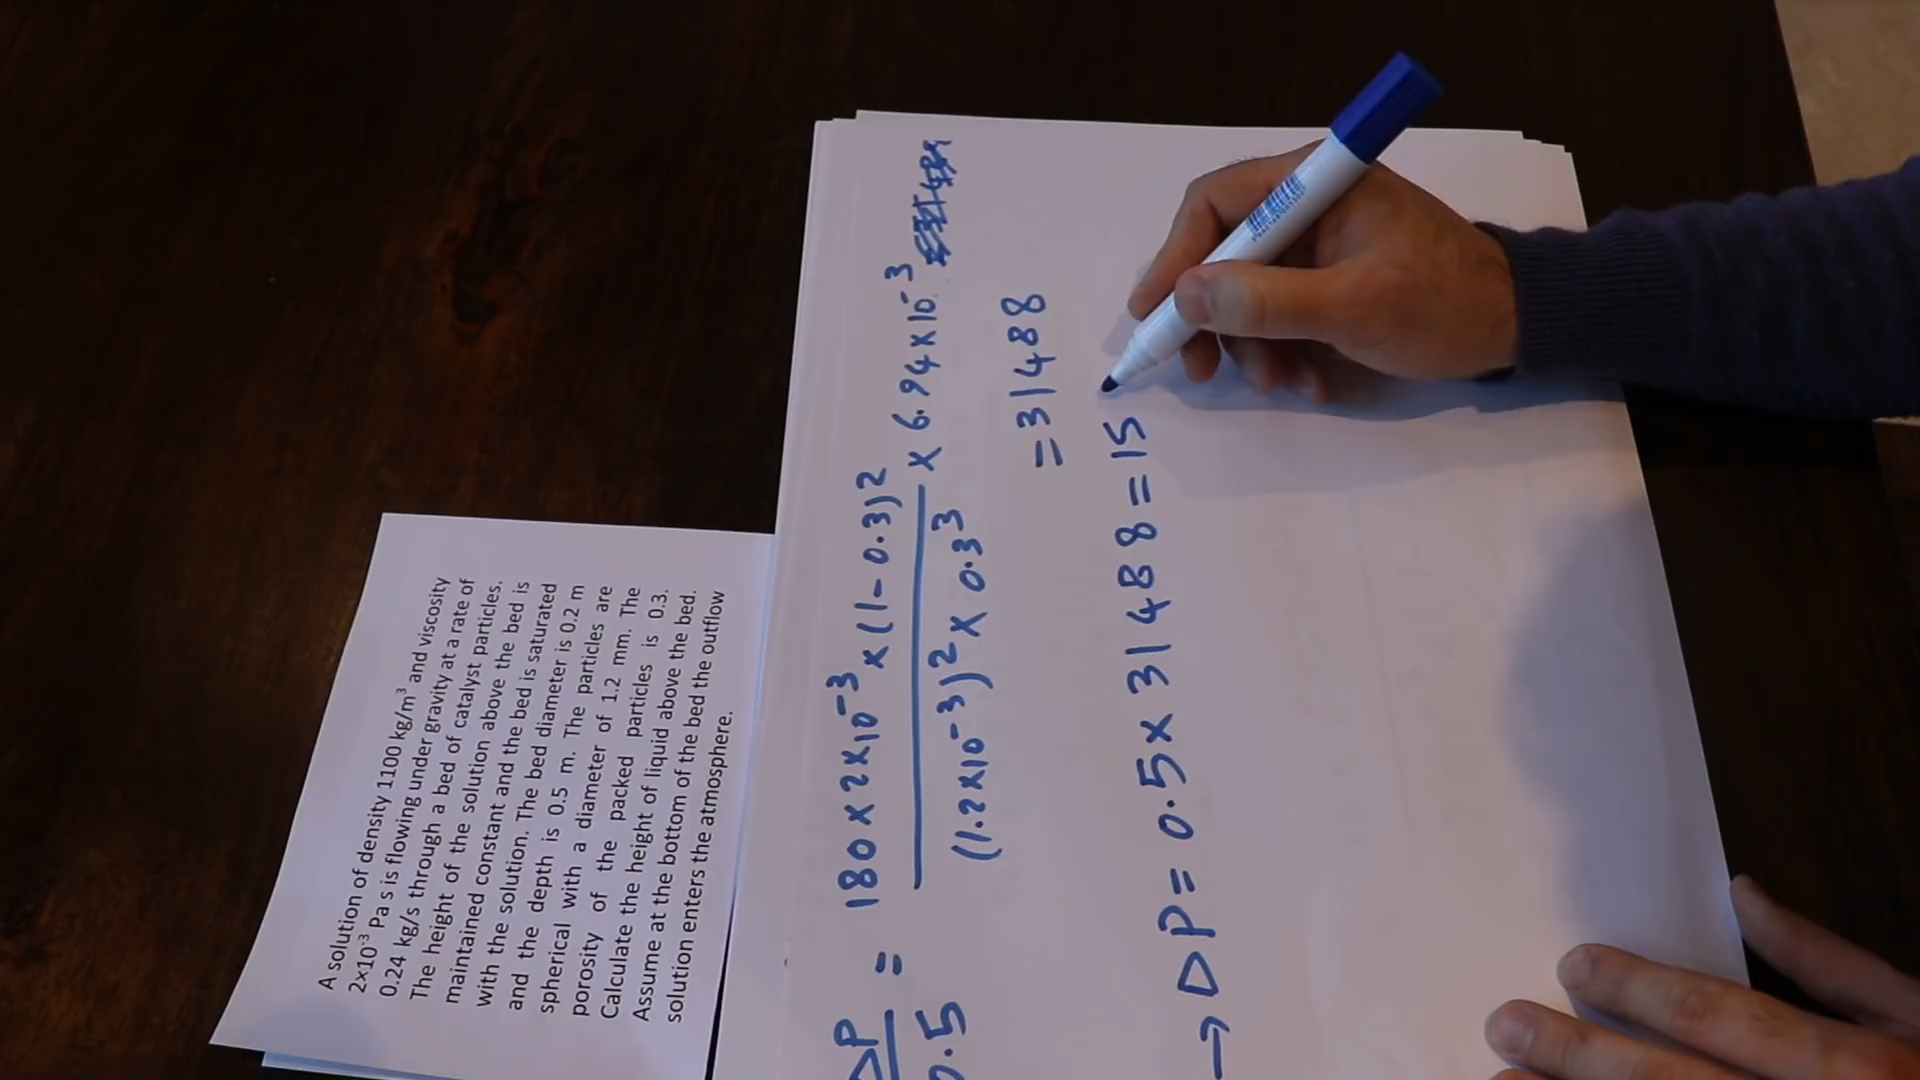 A solution of density 1100 kg/m³ and viscosity
2×10⁻³ Pa s is flowing under gravity at a rate of
0.24 kg/s through a bed of catalyst particles.
The height of the solution above the bed is
maintained constant and the bed is saturated
with the solution. The bed diameter is 0.2 m
and the depth is 0.5 m. The particles are
spherical with a diameter of 1.2 mm. The
porosity of the packed particles is 0.3.
Calculate the height of liquid above the bed.
Assume at the bottom of the bed the outflow
solution enters the atmosphere.
ΔP / 0.5 = 180 × 2×10⁻³ × (1-0.3)² / (1.2×10⁻³)² × 0.3³ × 6.94×10⁻³
= 31488
→ ΔP = 0.5 × 31488 = 15